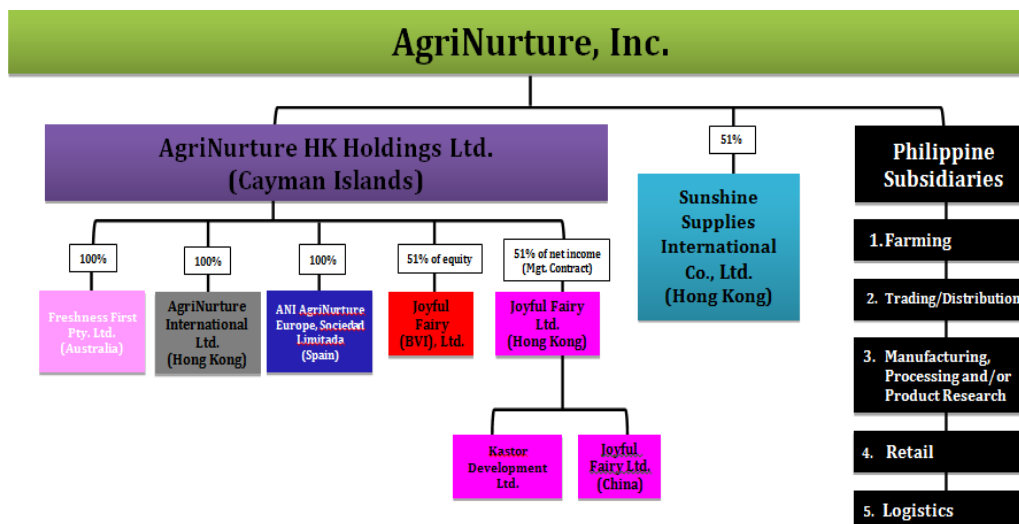 AgriNurture, Inc.
AgriNurture HK Holdings Ltd.
(Cayman Islands)
51%
Sunshine
Supplies
International
Co., Ltd.
(Hong Kong)
Philippine
Subsidiaries
1.Farming
2. Trading/Distribution
3. Manufacturing,
Processing and/or
Product Research
4. Retail
5. Logistics
100%
Freshness First
Pty. Ltd.
(Australia)
100%
AgriNurture
International
Ltd.
(Hong Kong)
100%
ANI AgriNurture
Europe, Sociedad
Limitada
(Spain)
51% of equity
Joyful
Fairy
(BVI), Ltd.
51% of net income
(Mgt. Contract)
Joyful Fairy
Ltd.
(Hong Kong)
Kastor
Development
Ltd.
Joyful
Fairy Ltd.
(China)